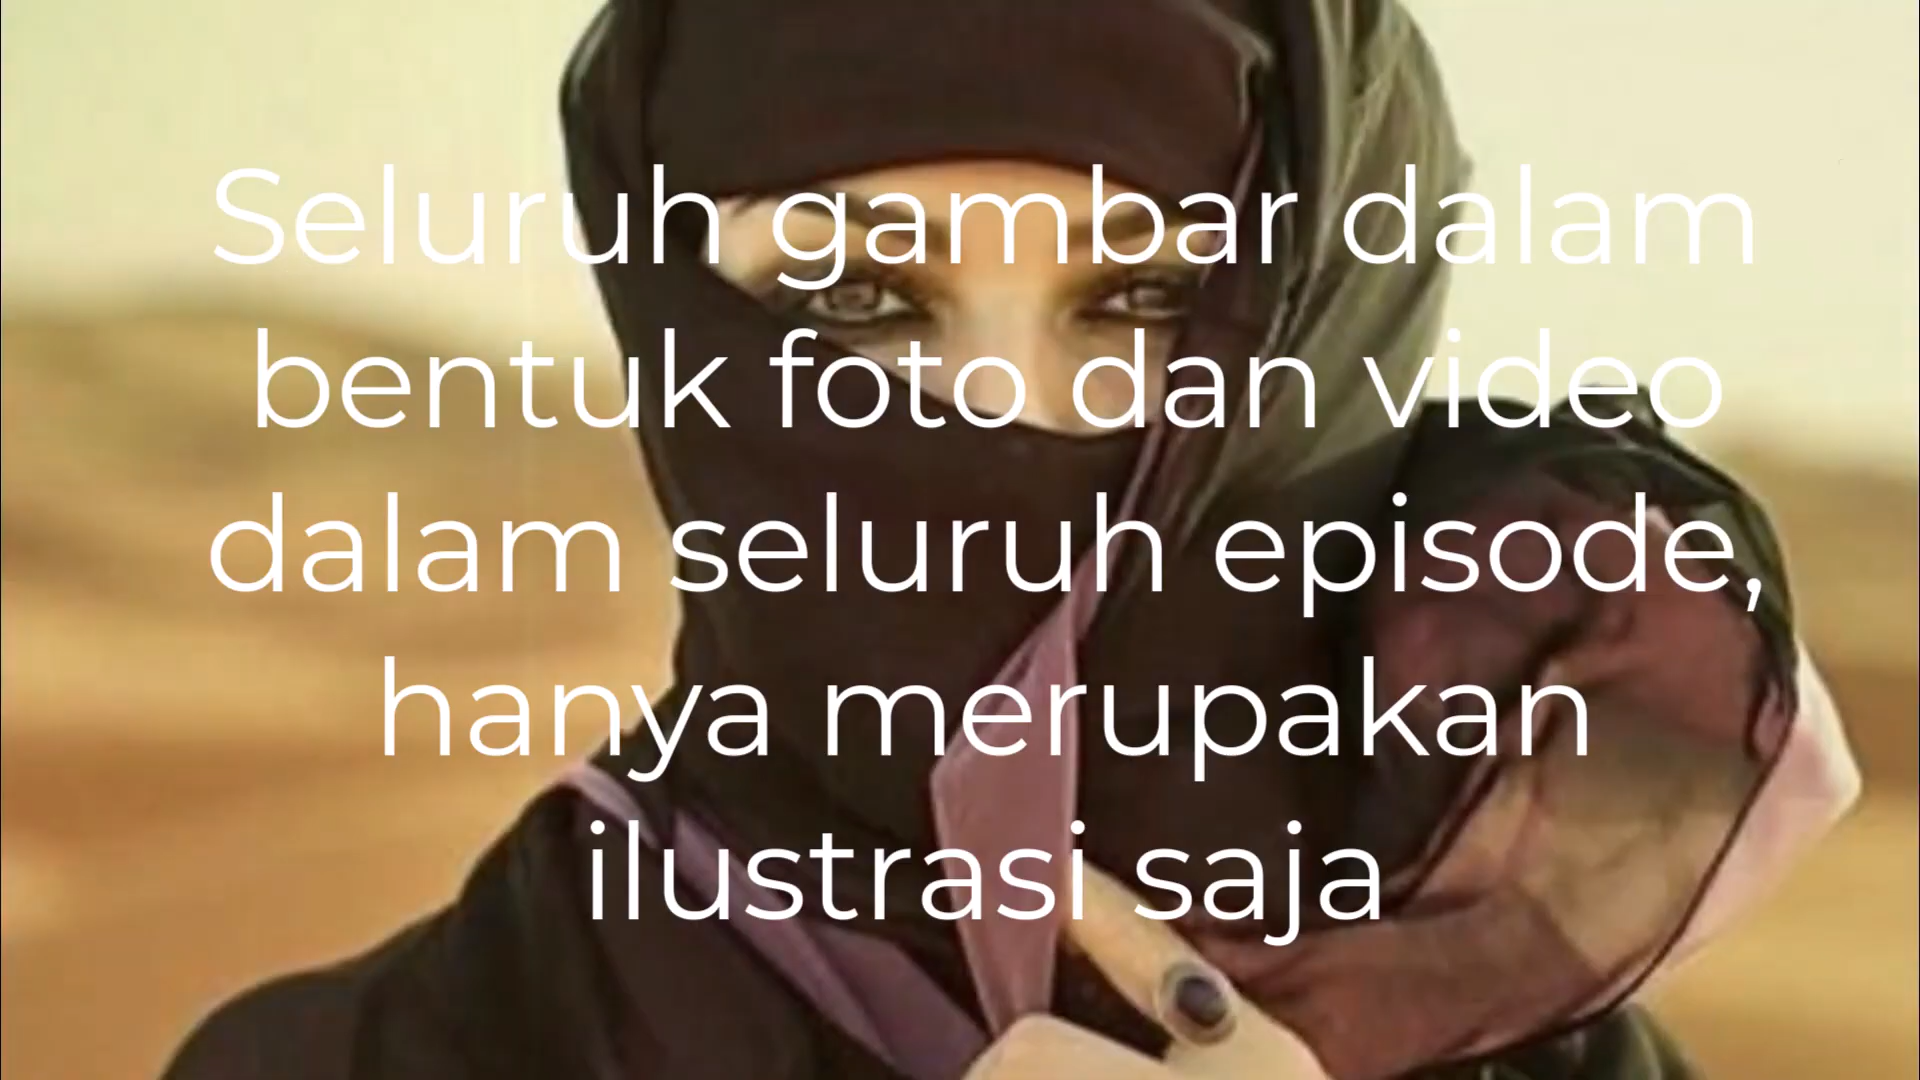 Seluruh gambar dalam
bentuk foto dan video
dalam seluruh episode,
hanya merupakan
ilustrasi saja